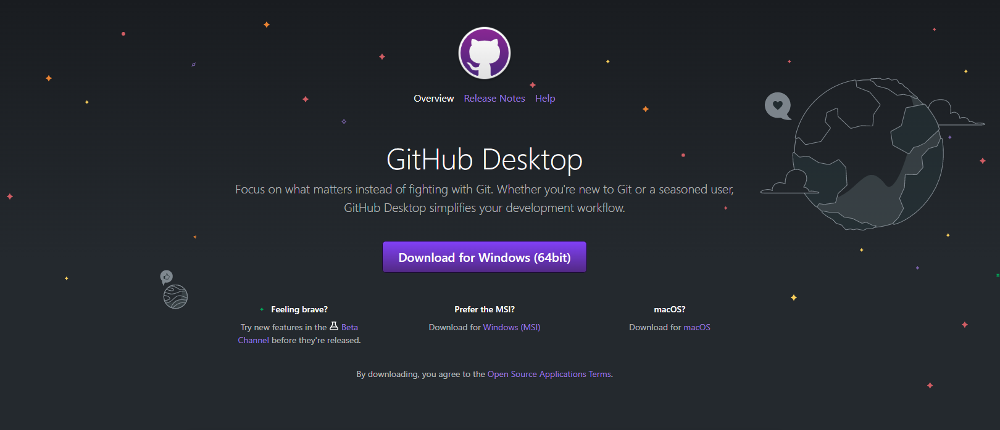 Overview Release Notes Help
GitHub Desktop
Focus on what matters instead of fighting with Git. Whether you're new to Git or a seasoned user,
GitHub Desktop simplifies your development workflow.
Download for Windows (64bit)
Feeling brave?
Try new features in the Beta
Channel before they're released.
Prefer the MSI?
Download for Windows (MSI)
macOS?
Download for macOS
By downloading, you agree to the Open Source Applications Terms.